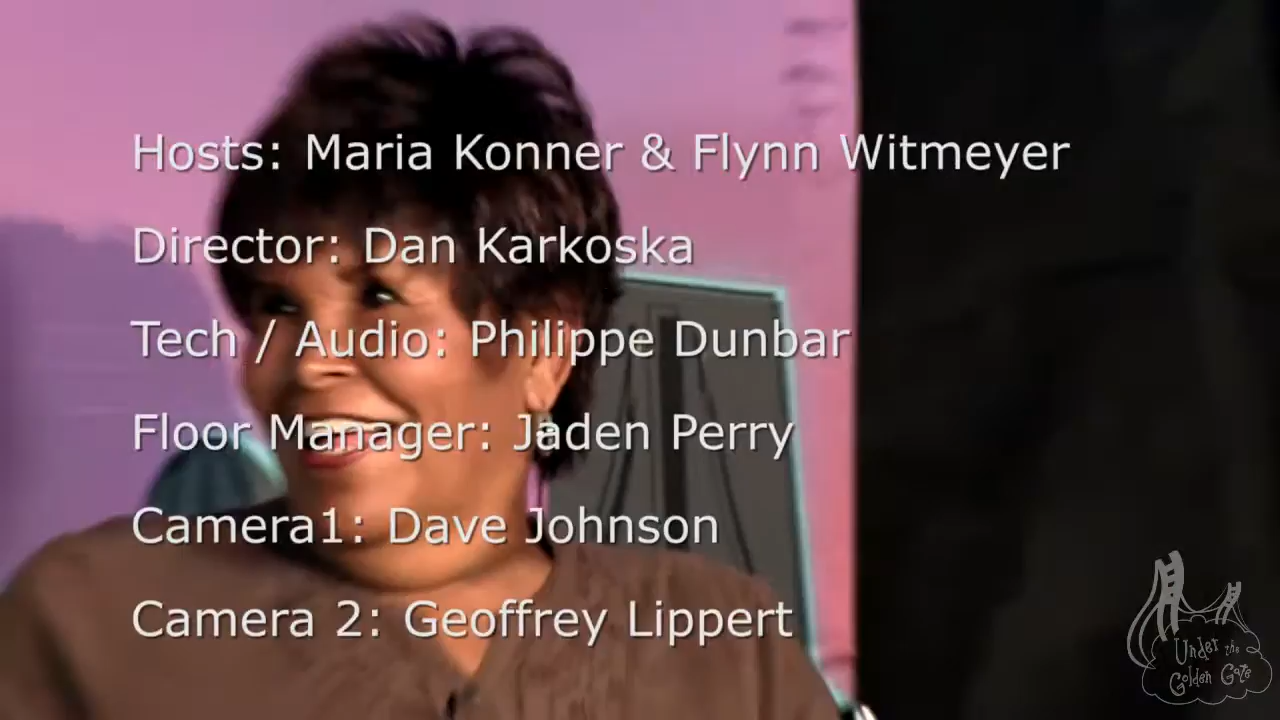 Hosts: Maria Konner & Flynn Witmeyer
Director: Dan Karkoska
Tech / Audio: Philippe Dunbar
Floor Manager: Jaden Perry
Camera1: Dave Johnson
Camera 2: Geoffrey Lippert
Under the
Golden Gate